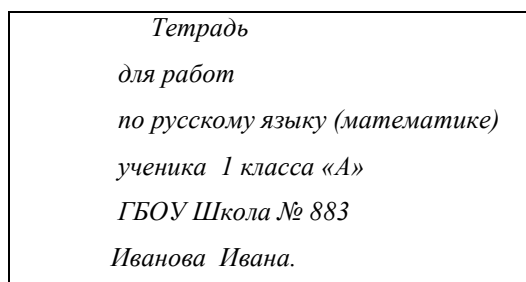 Тетрадь
для работ
по русскому языку (математике)
ученика 1 класса «А»
ГБОУ Школа № 883
Иванова Ивана.